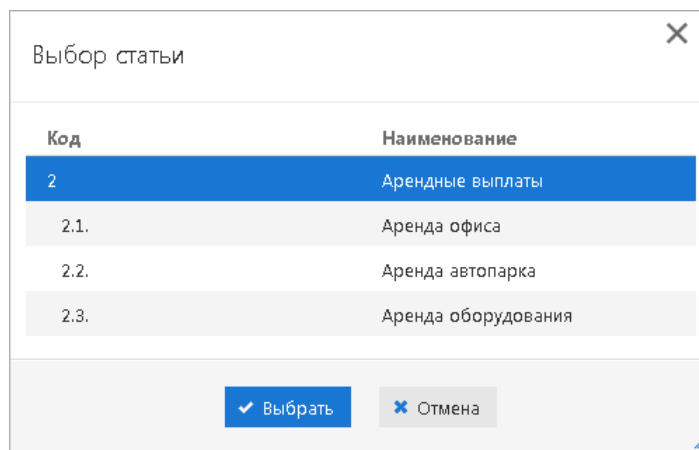 Выбор статьи
Код Наименование
2 Арендные выплаты
2.1. Аренда офиса
2.2. Аренда автопарка
2.3. Аренда оборудования
Выбрать Отмена